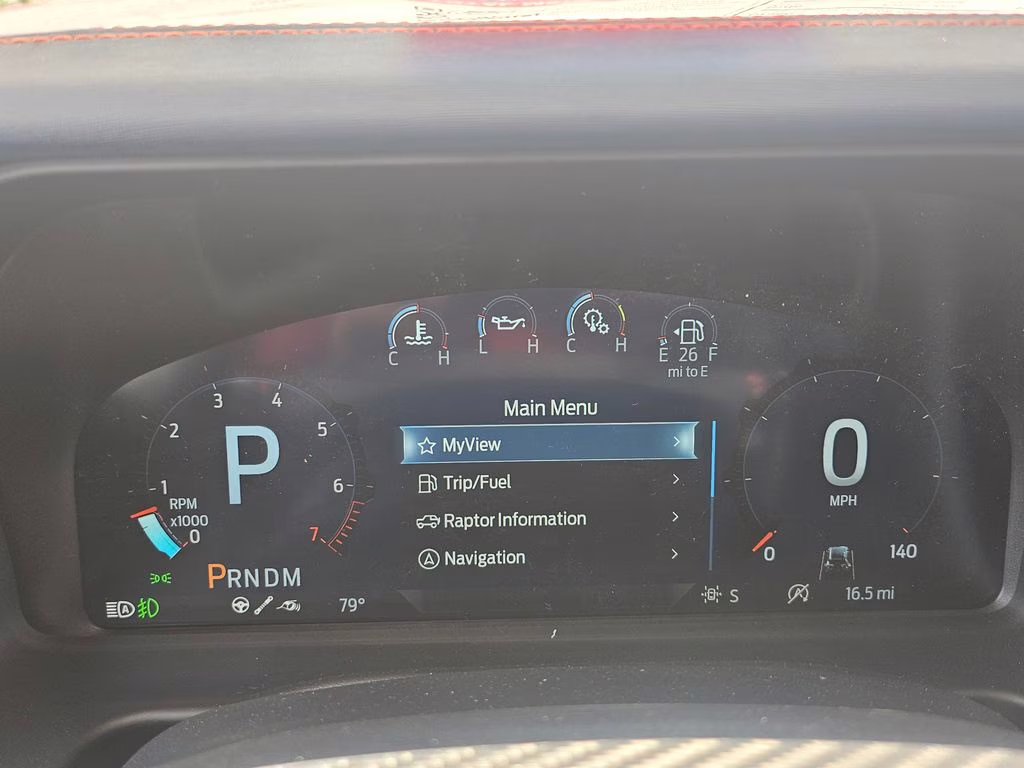 C H
L H
C H
E 26 F
mi to E
Main Menu
MyView
Trip/Fuel
Raptor Information
Navigation
P
0 1 2 3 4 5 6 7
RPM
x1000
0
MPH
0 140
PRNDM
A
79°
S
A
16.5 mi